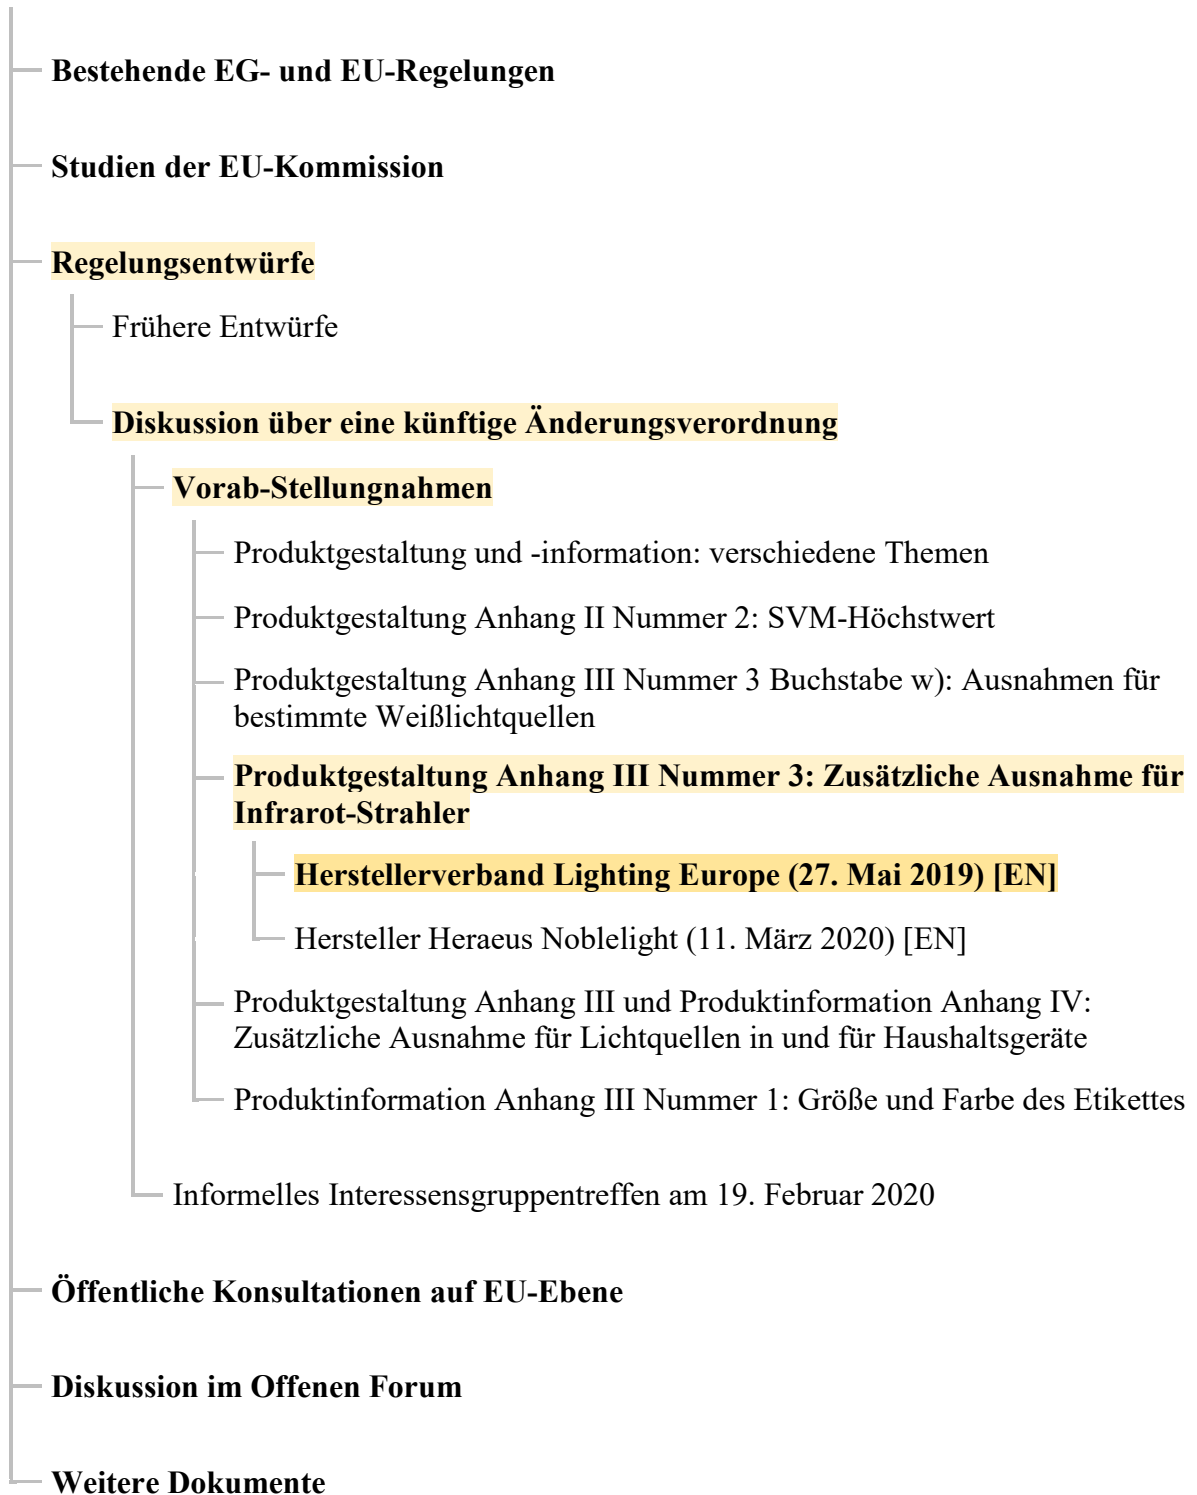 Bestehende EG- und EU-Regelungen
Studien der EU-Kommission
Regelungsentwürfe
Frühere Entwürfe
Diskussion über eine künftige Änderungsverordnung
Vorab-Stellungnahmen
Produktgestaltung und -information: verschiedene Themen
Produktgestaltung Anhang II Nummer 2: SVM-Höchstwert
Produktgestaltung Anhang III Nummer 3 Buchstabe w): Ausnahmen für
bestimmte Weißlichtquellen
Produktgestaltung Anhang III Nummer 3: Zusätzliche Ausnahme für
Infrarot-Strahler
Herstellerverband Lighting Europe (27. Mai 2019) [EN]
Hersteller Heraeus Noblelight (11. März 2020) [EN]
Produktgestaltung Anhang III und Produktinformation Anhang IV:
Zusätzliche Ausnahme für Lichtquellen in und für Haushaltsgeräte
Produktinformation Anhang III Nummer 1: Größe und Farbe des Etikettes
Informelles Interessensgruppentreffen am 19. Februar 2020
Öffentliche Konsultationen auf EU-Ebene
Diskussion im Offenen Forum
Weitere Dokumente